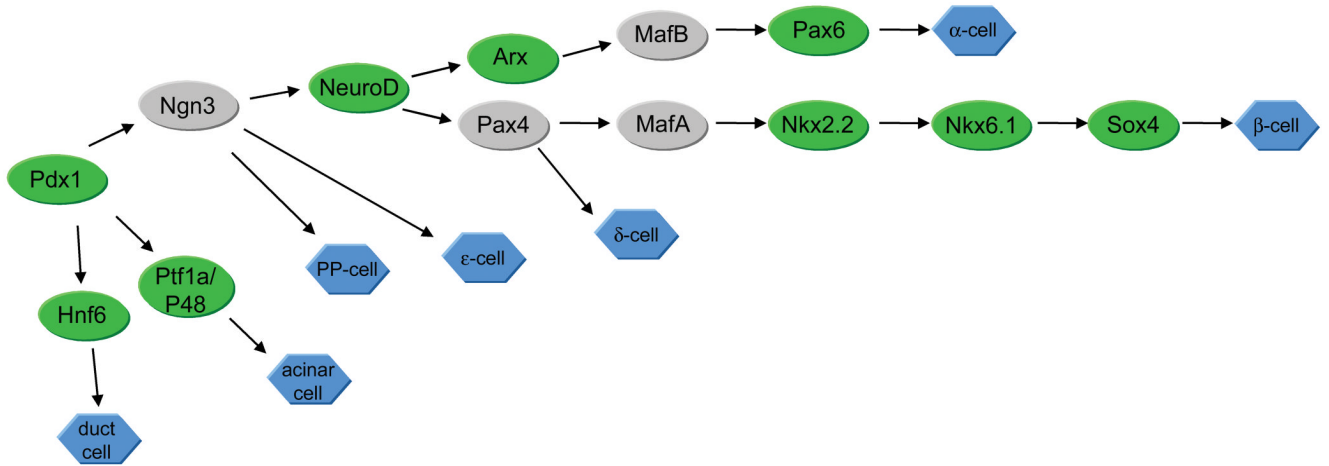 MafB
Pax6
α-cell
Arx
NeuroD
Ngn3
Pax4
MafA
Nkx2.2
Nkx6.1
Sox4
β-cell
Pdx1
δ-cell
PP-cell
ε-cell
Ptf1a/
P48
Hnf6
acinar
cell
duct
cell